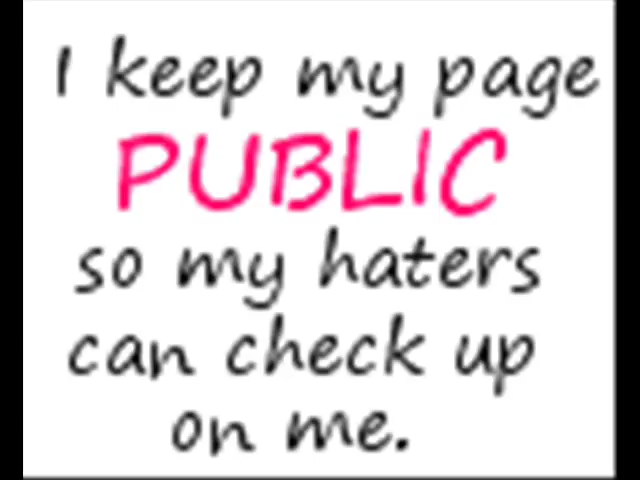 I keep my page
PUBLIC
so my haters
can check up
on me.